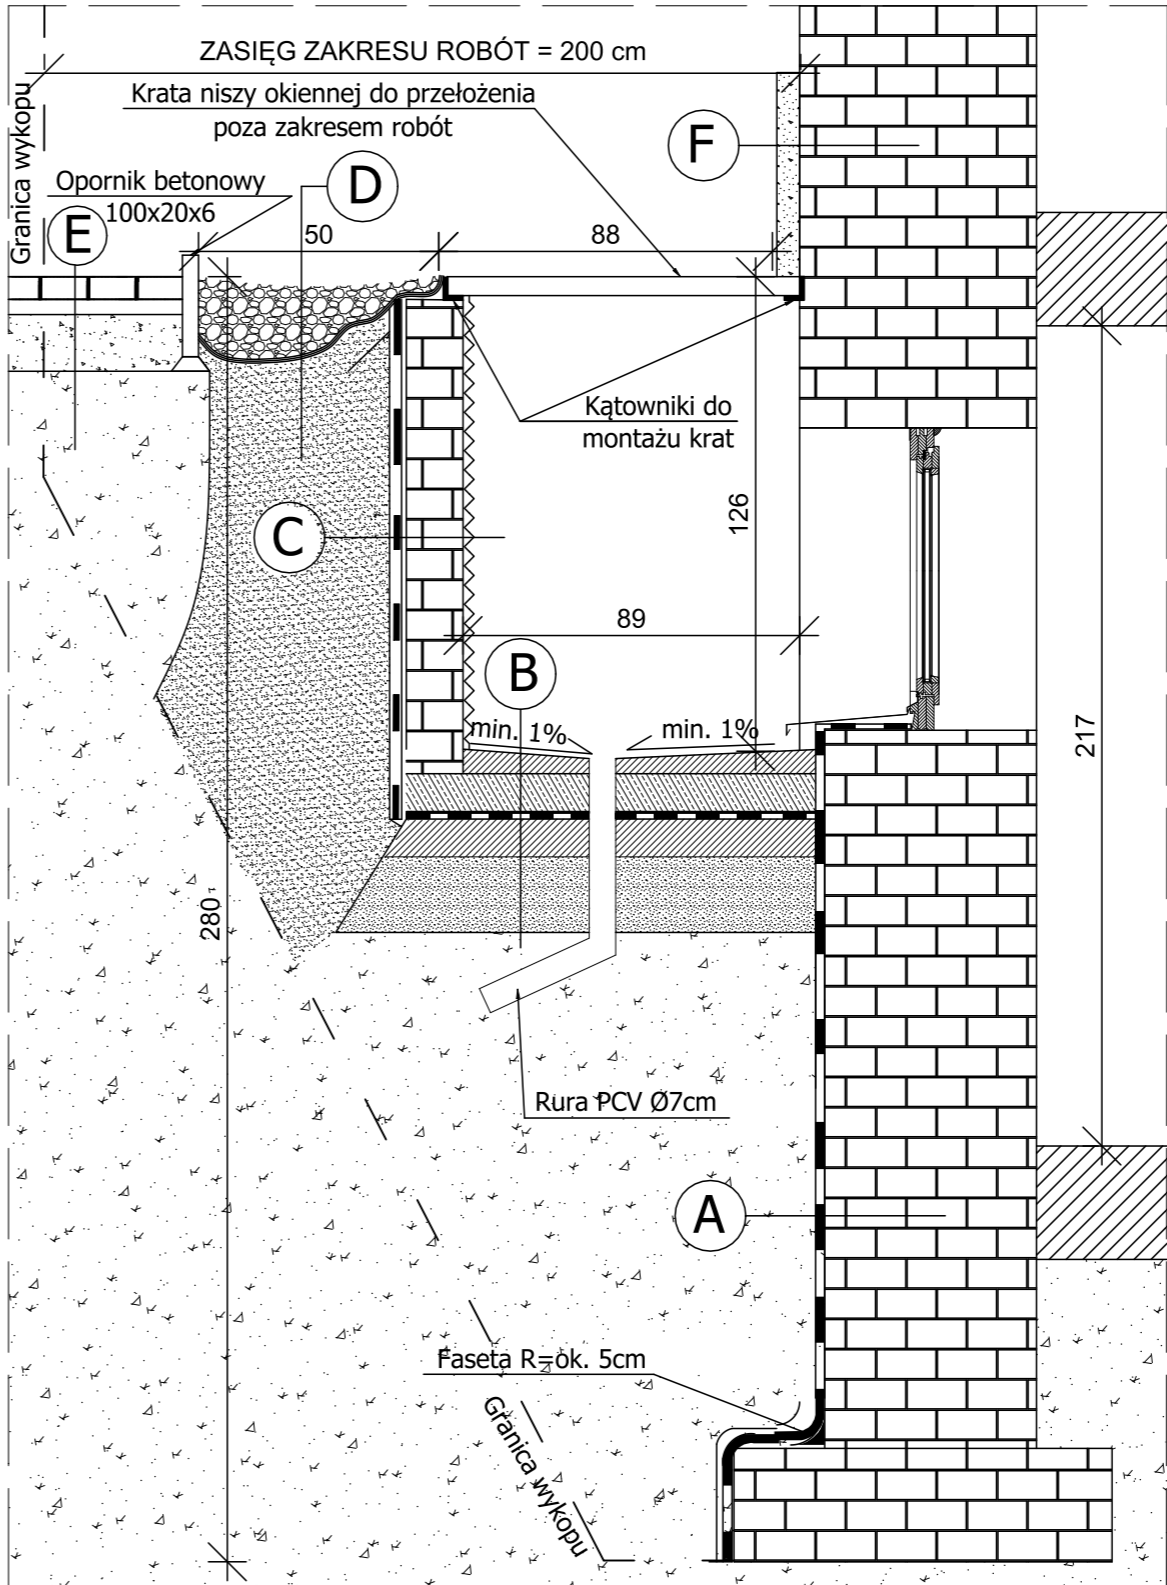 ZASIĘG ZAKRESU ROBÓT = 200 cm
Krata niszy okiennej do przełożenia
poza zakresem robót
Granica wykopu
F
Opornik betonowy
100x20x6
D
E
50
88
Kątowniki do
montażu krat
126
C
89
B
min. 1%
min. 1%
217
280
Rura PCV Ø7cm
A
Faseta R=ok. 5cm
Granica wykopu